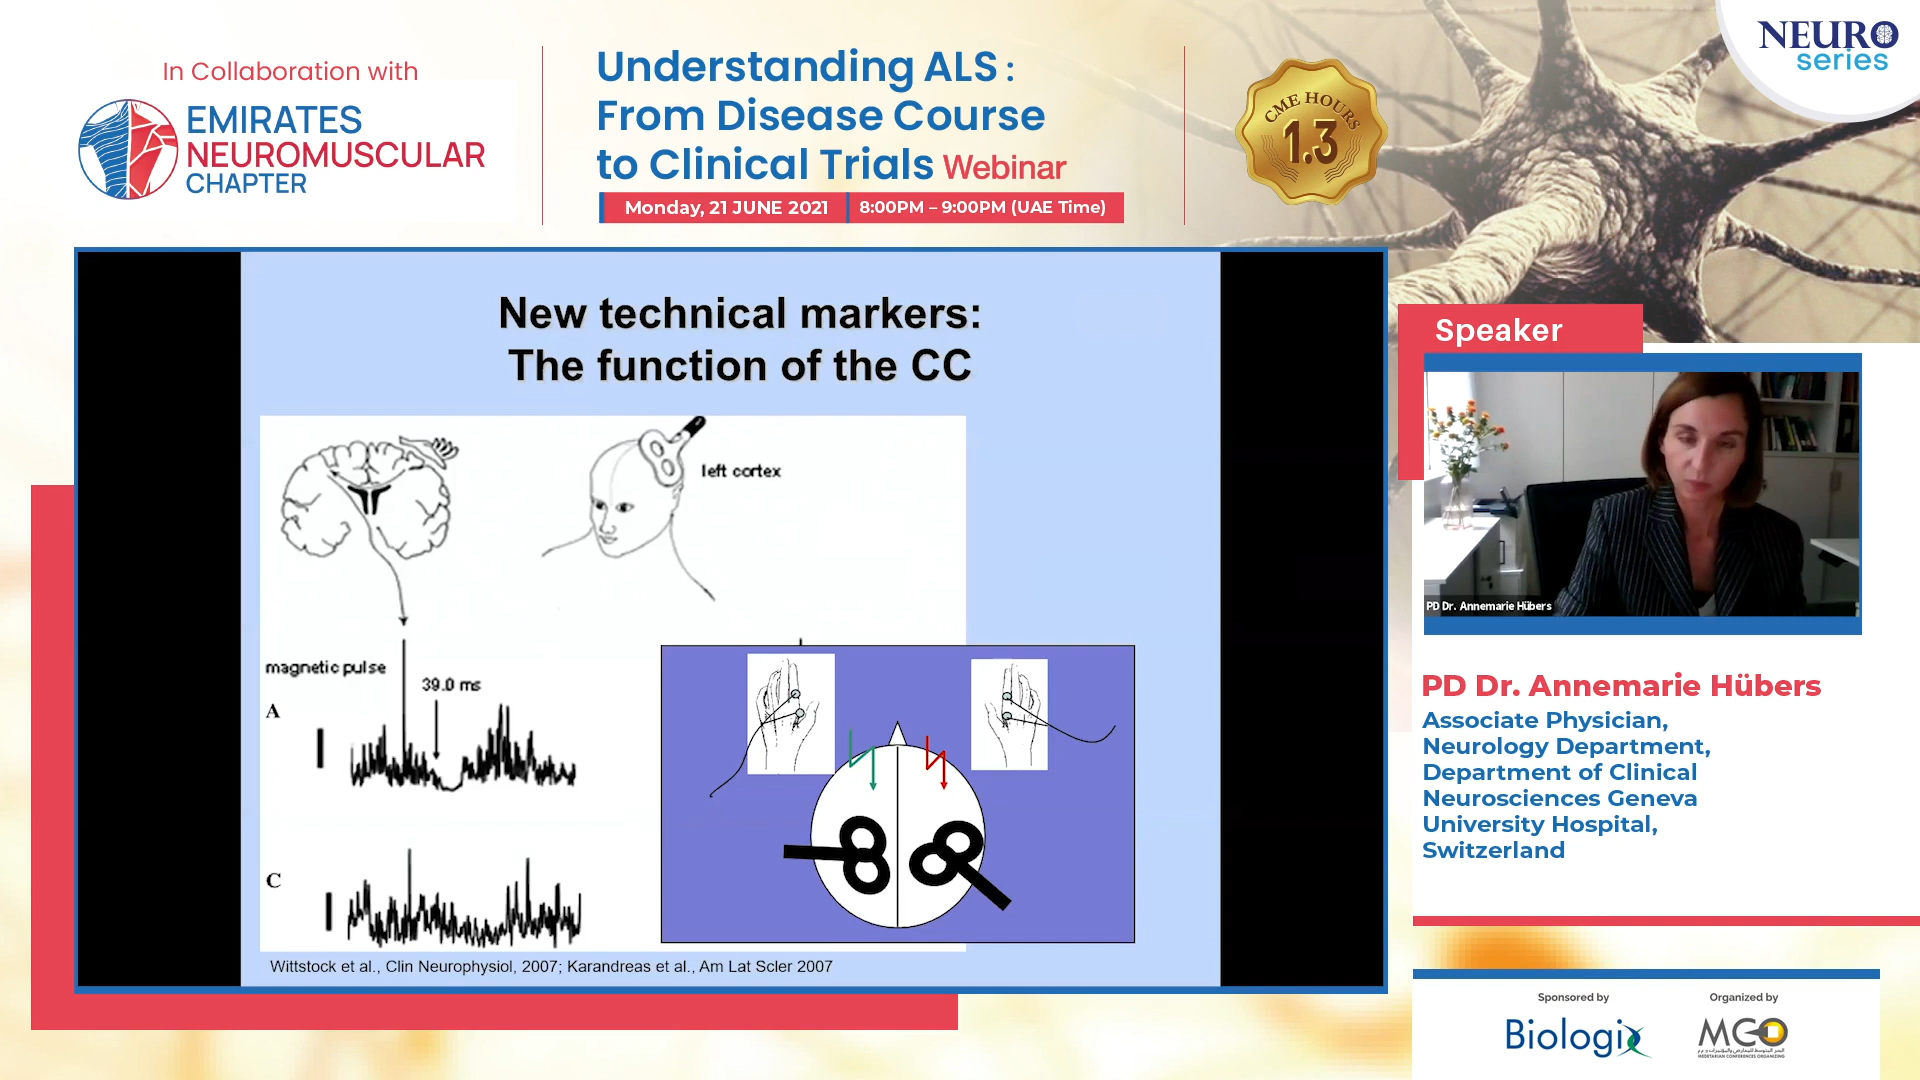 In Collaboration with
EMIRATES
NEUROMUSCULAR
CHAPTER
Understanding ALS :
From Disease Course
to Clinical Trials Webinar
Monday, 21 JUNE 2021
8:00PM – 9:00PM (UAE Time)
CME HOURS
1.3
NEURO
series
New technical markers:
The function of the CC
left cortex
magnetic pulse
39.0 ms
A
C
Wittstock et al., Clin Neurophysiol, 2007; Karandreas et al., Am Lat Scler 2007
Speaker
PD Dr. Annemarie Hübers
PD Dr. Annemarie Hübers
Associate Physician,
Neurology Department,
Department of Clinical
Neurosciences Geneva
University Hospital,
Switzerland
Sponsored by
Biologix
Organized by
MCO